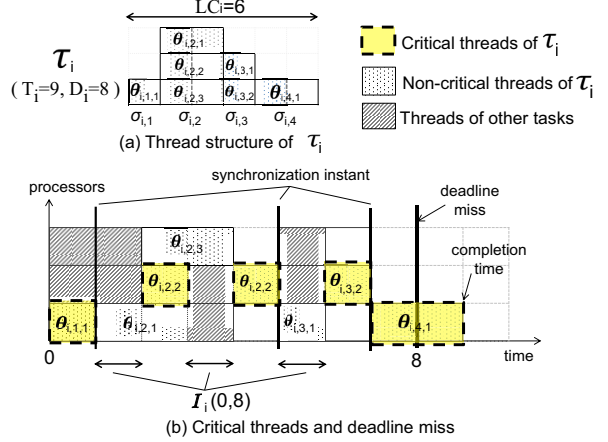 LCi=6
τi
( Ti=9, Di=8 )
θi,2,1
θi,2,2 θi,3,1
θi,1,1 θi,2,3 θi,3,2 θi,4,1
σi,1 σi,2 σi,3 σi,4
(a) Thread structure of τi
Critical threads of τi
Non-critical threads of τi
Threads of other tasks
processors
synchronization instant
deadline miss
completion time
θi,2,3
θi,2,2 θi,2,2 θi,3,2
θi,1,1 θi,2,1 θi,3,1 θi,4,1
0 8 time
Ii(0,8)
(b) Critical threads and deadline miss